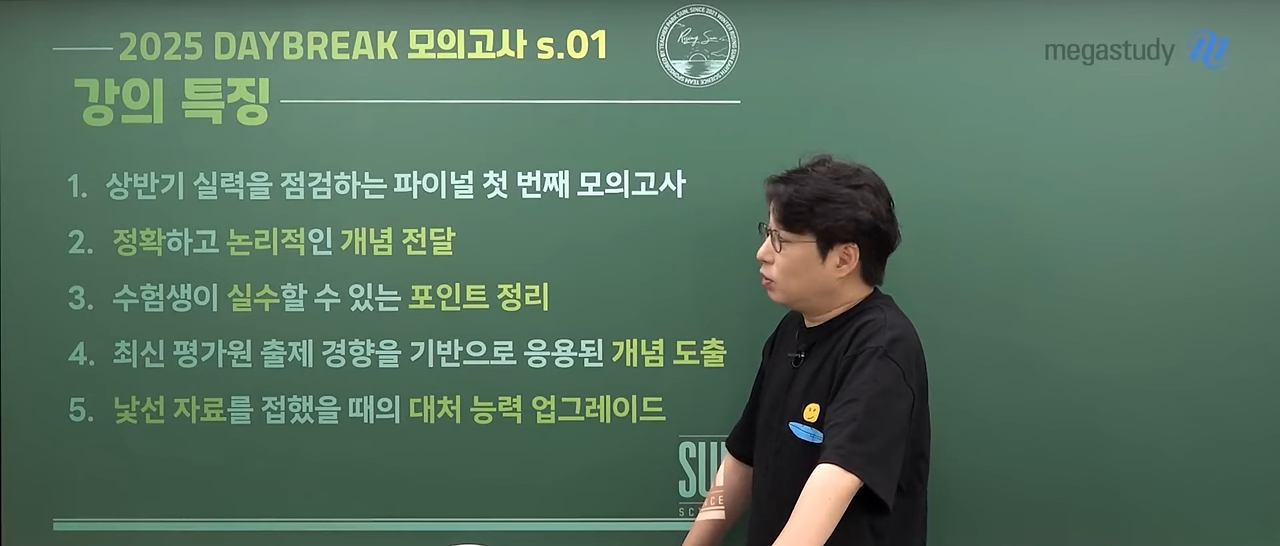 2025 DAYBREAK 모의고사 s.01
강의 특징
megastudy
1. 상반기 실력을 점검하는 파이널 첫 번째 모의고사
2. 정확하고 논리적인 개념 전달
3. 수험생이 실수할 수 있는 포인트 정리
4. 최신 평가원 출제 경향을 기반으로 응용된 개념 도출
5. 낯선 자료를 접했을 때의 대처 능력 업그레이드